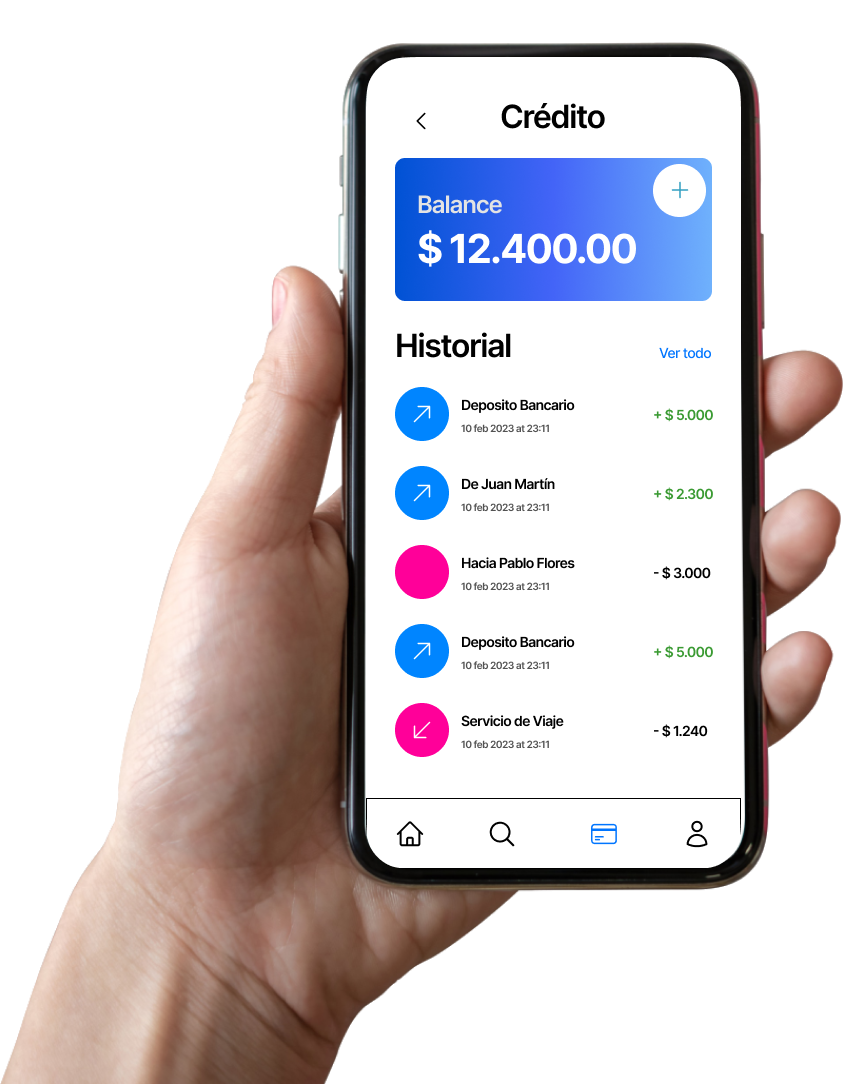 Crédito
Balance
$ 12.400.00
Historial
Ver todo
Deposito Bancario
10 feb 2023 at 23:11
+ $ 5.000
De Juan Martín
10 feb 2023 at 23:11
+ $ 2.300
Hacia Pablo Flores
10 feb 2023 at 23:11
- $ 3.000
Deposito Bancario
10 feb 2023 at 23:11
+ $ 5.000
Servicio de Viaje
10 feb 2023 at 23:11
- $ 1.240